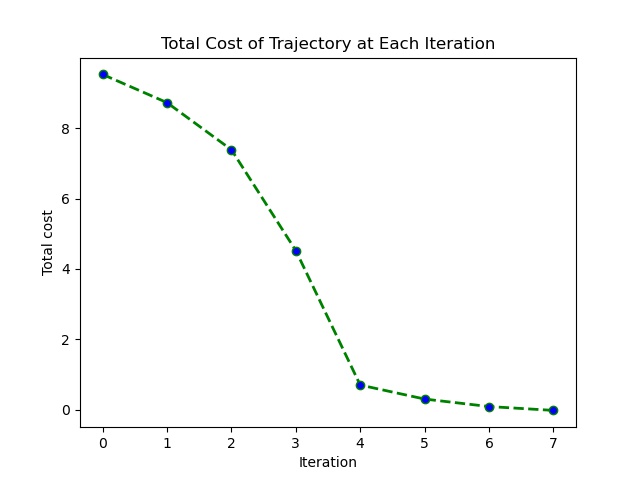 Total Cost of Trajectory at Each Iteration
8
6
4
2
0
Total cost
0 1 2 3 4 5 6 7
Iteration